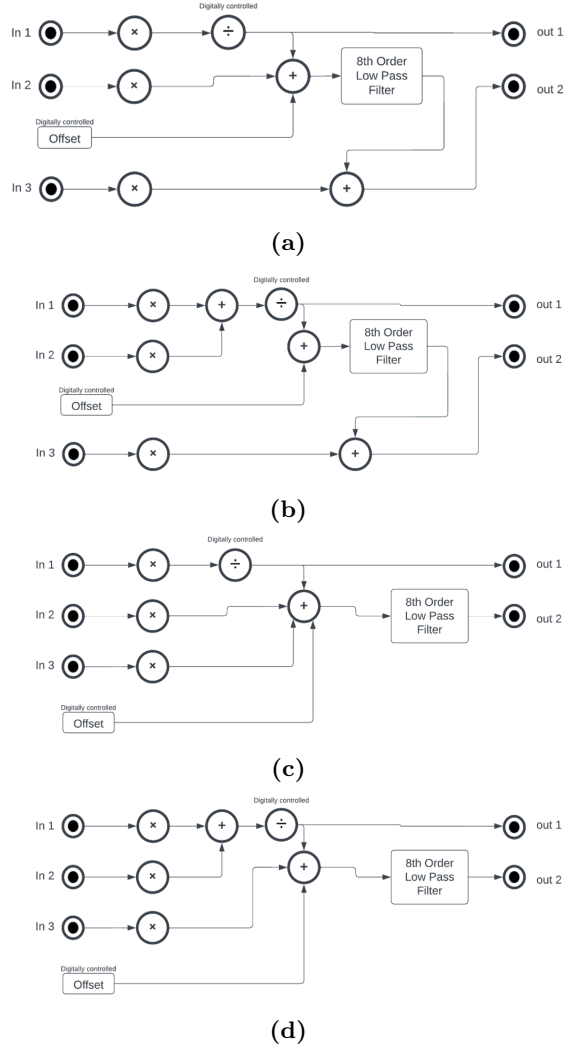 Digitally controlled
In 1
×
÷
out 1
In 2
×
+
8th Order
Low Pass
Filter
out 2
Digitally controlled
Offset
In 3
×
+
(a)
Digitally controlled
In 1
×
+
÷
out 1
In 2
×
+
8th Order
Low Pass
Filter
out 2
Digitally controlled
Offset
In 3
×
+
(b)
Digitally controlled
In 1
×
÷
out 1
In 2
×
+
8th Order
Low Pass
Filter
out 2
In 3
×
Digitally controlled
Offset
(c)
Digitally controlled
In 1
×
+
÷
out 1
In 2
×
+
8th Order
Low Pass
Filter
out 2
In 3
×
Digitally controlled
Offset
(d)